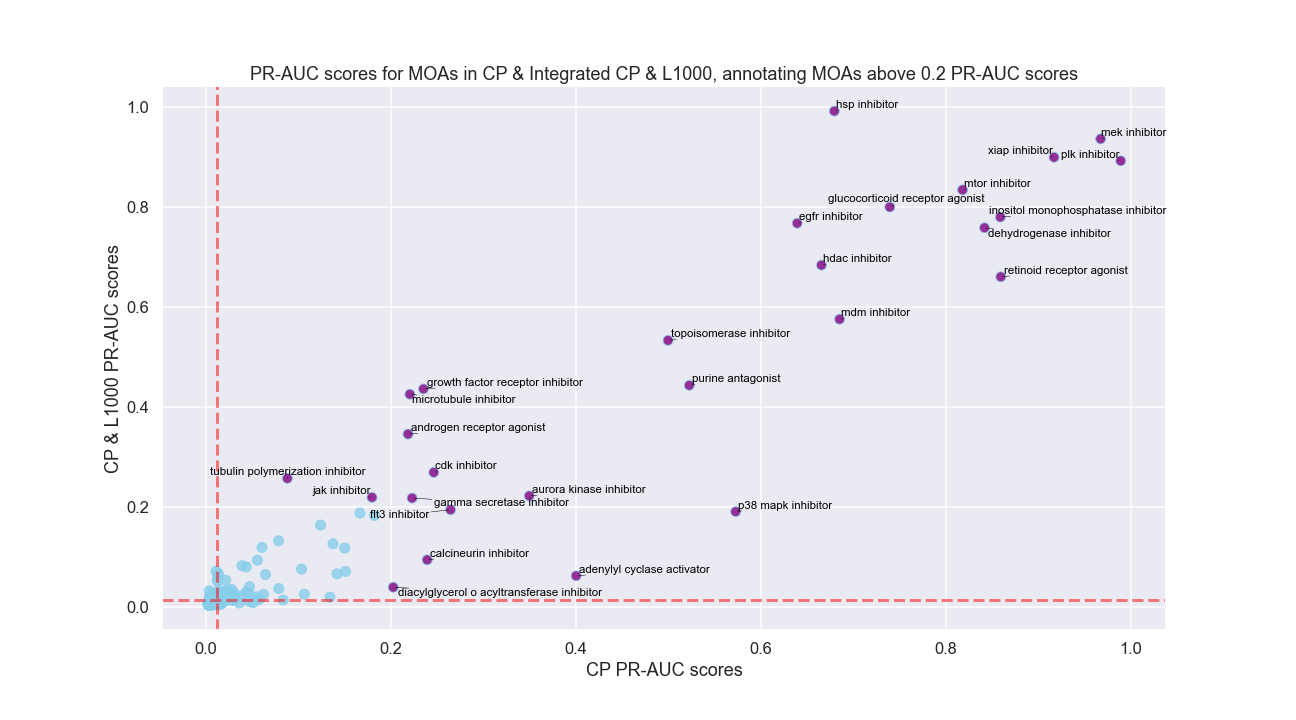 PR-AUC scores for MOAs in CP & Integrated CP & L1000, annotating MOAs above 0.2 PR-AUC scores
1.0
0.8
0.6
0.4
0.2
0.0
CP & L1000 PR-AUC scores
hsp inhibitor
mek inhibitor
xiap inhibitor
plk inhibitor
mtor inhibitor
glucocorticoid receptor agonist
inositol monophosphatase inhibitor
egfr inhibitor
dehydrogenase inhibitor
hdac inhibitor
retinoid receptor agonist
mdm inhibitor
topoisomerase inhibitor
growth factor receptor inhibitor
purine antagonist
microtubule inhibitor
androgen receptor agonist
tubulin polymerization inhibitor
cdk inhibitor
jak inhibitor
aurora kinase inhibitor
gamma secretase inhibitor
p38 mapk inhibitor
flt3 inhibitor
calcineurin inhibitor
adenylyl cyclase activator
diacylglycerol o acyltransferase inhibitor
0.0 0.2 0.4 0.6 0.8 1.0
CP PR-AUC scores